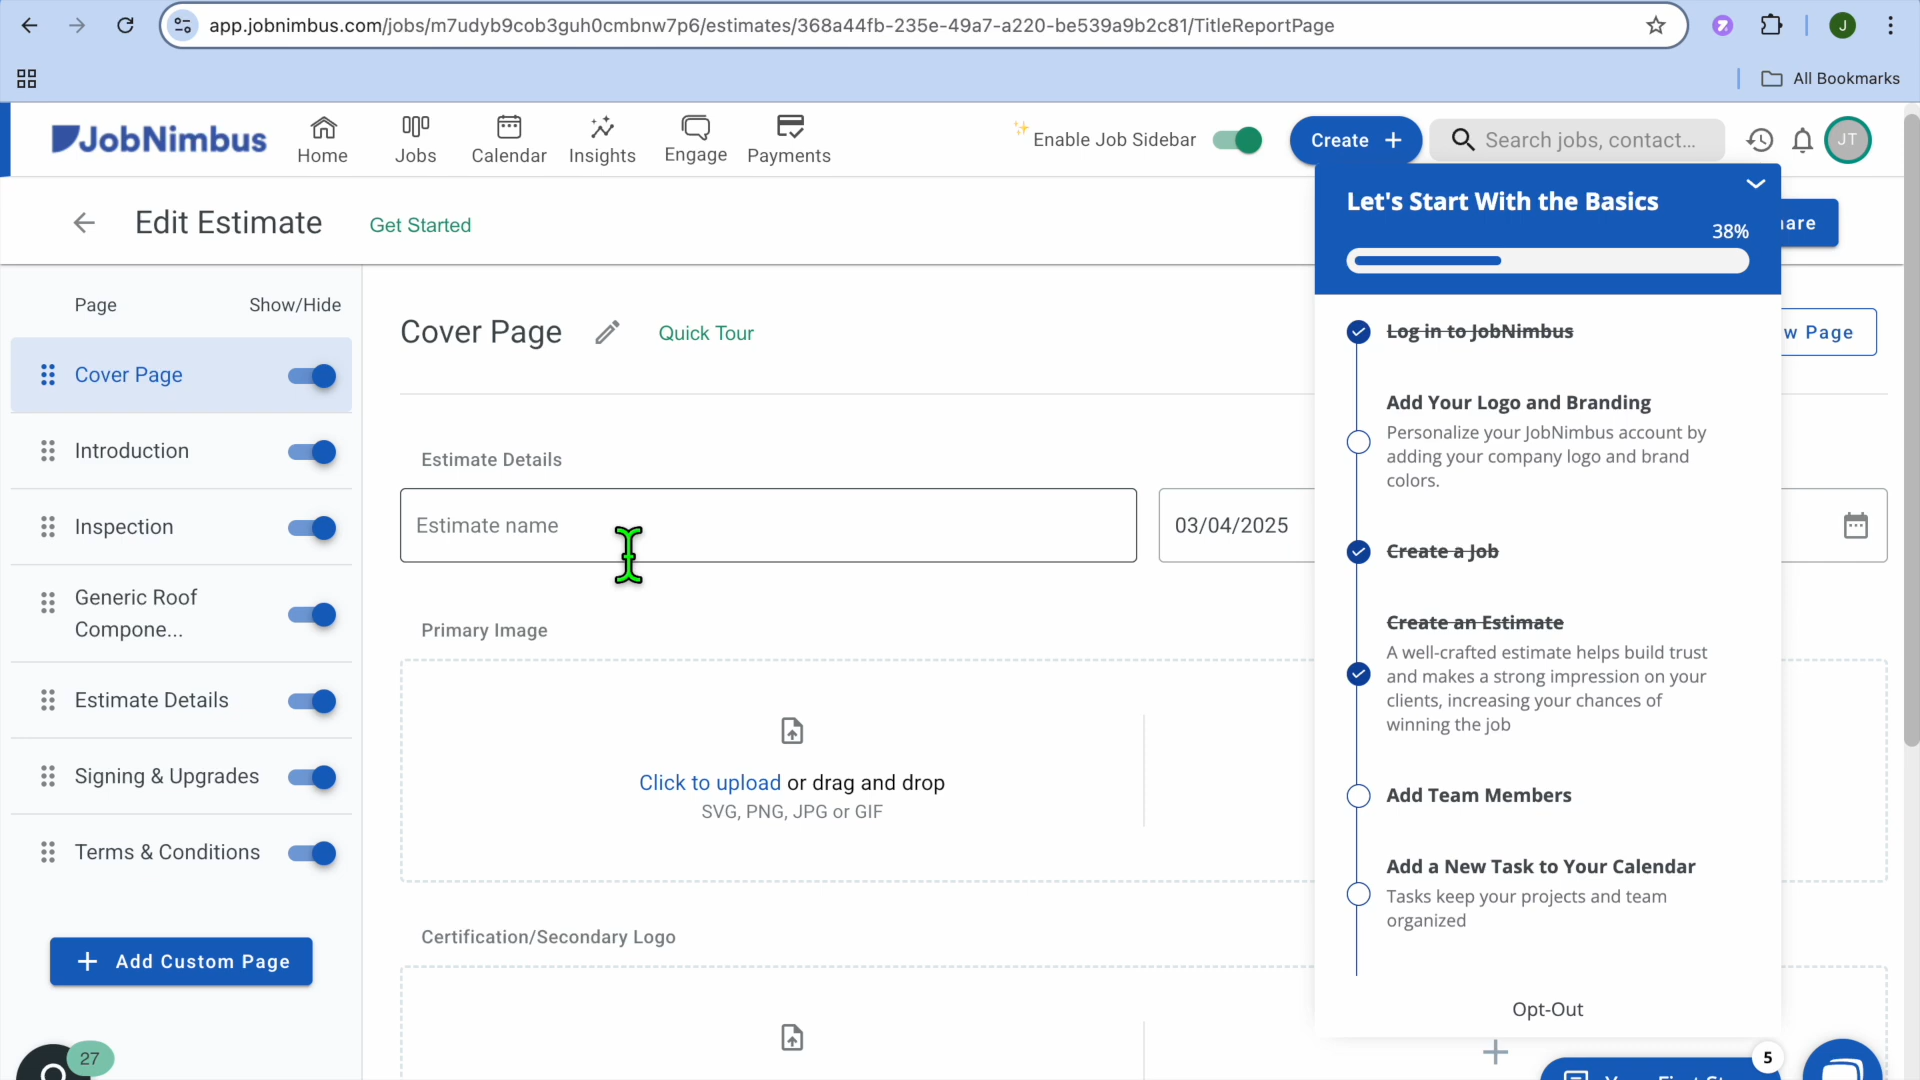 app.jobnimbus.com/jobs/m7udyb9cob3guh0cmbnw7p6/estimates/368a44fb-235e-49a7-a220-be539a9b2c81/TitleReportPage
J
All Bookmarks
JobNimbus
Home
Jobs
Calendar
Insights
Engage
Payments
Enable Job Sidebar
Create +
Search jobs, contact...
JT
Edit Estimate
Get Started
Let's Start With the Basics
38%
Page
Show/Hide
Cover Page
Introduction
Inspection
Generic Roof
Compone...
Estimate Details
Signing & Upgrades
Terms & Conditions
+ Add Custom Page
27
Cover Page
Quick Tour
w Page
Estimate Details
Estimate name
03/04/2025
Primary Image
Click to upload or drag and drop
SVG, PNG, JPG or GIF
Certification/Secondary Logo
Log in to JobNimbus
Add Your Logo and Branding
Personalize your JobNimbus account by
adding your company logo and brand
colors.
Create a Job
Create an Estimate
A well-crafted estimate helps build trust
and makes a strong impression on your
clients, increasing your chances of
winning the job
Add Team Members
Add a New Task to Your Calendar
Tasks keep your projects and team
organized
Opt-Out
5